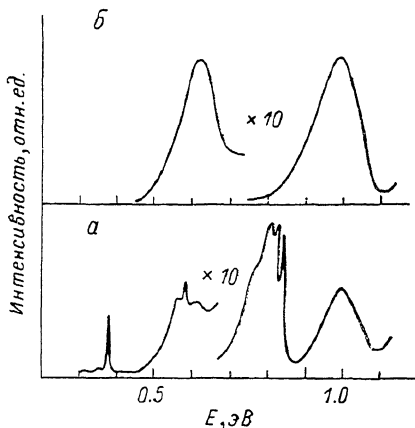 б
× 10
а
× 10
Интенсивность, отн. ед.
0.5
1.0
E, эВ